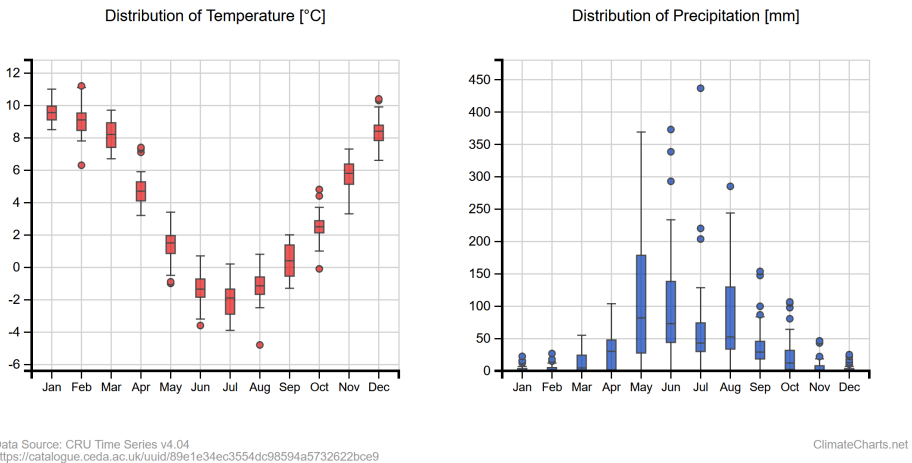 Distribution of Temperature [°C]
12
10
8
6
4
2
0
-2
-4
-6
Jan Feb Mar Apr May Jun Jul Aug Sep Oct Nov Dec
Distribution of Precipitation [mm]
450
400
350
300
250
200
150
100
50
0
Jan Feb Mar Apr May Jun Jul Aug Sep Oct Nov Dec
ata Source: CRU Time Series v4.04
ttps://catalogue.ceda.ac.uk/uuid/89e1e34ec3554dc98594a5732622bce9
ClimateCharts.net